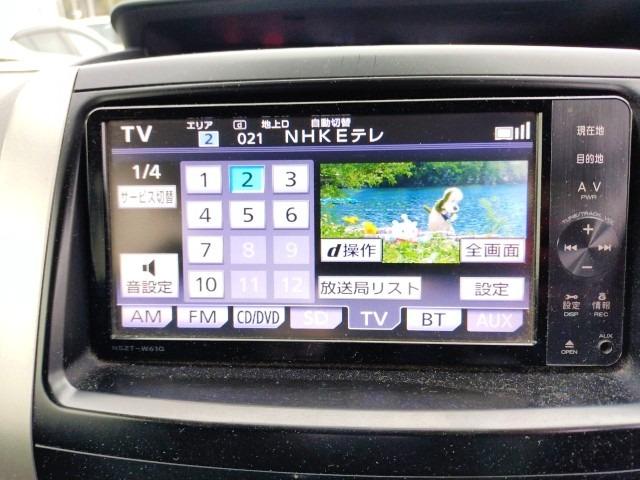 TV エリア 2 d 地上D 021 自動切替 NHKEテレ
1/4
サービス切替
1 2 3
4 5 6
7 8 9
10 11 12
音設定
d操作 全画面
放送局リスト 設定
AM FM CD/DVD SD TV BT AUX
NSZT-W61G
現在地
目的地
AV
PWR
TUNE/TRACK VOL
+
-
設定 情報
DISP REC
OPEN AUX